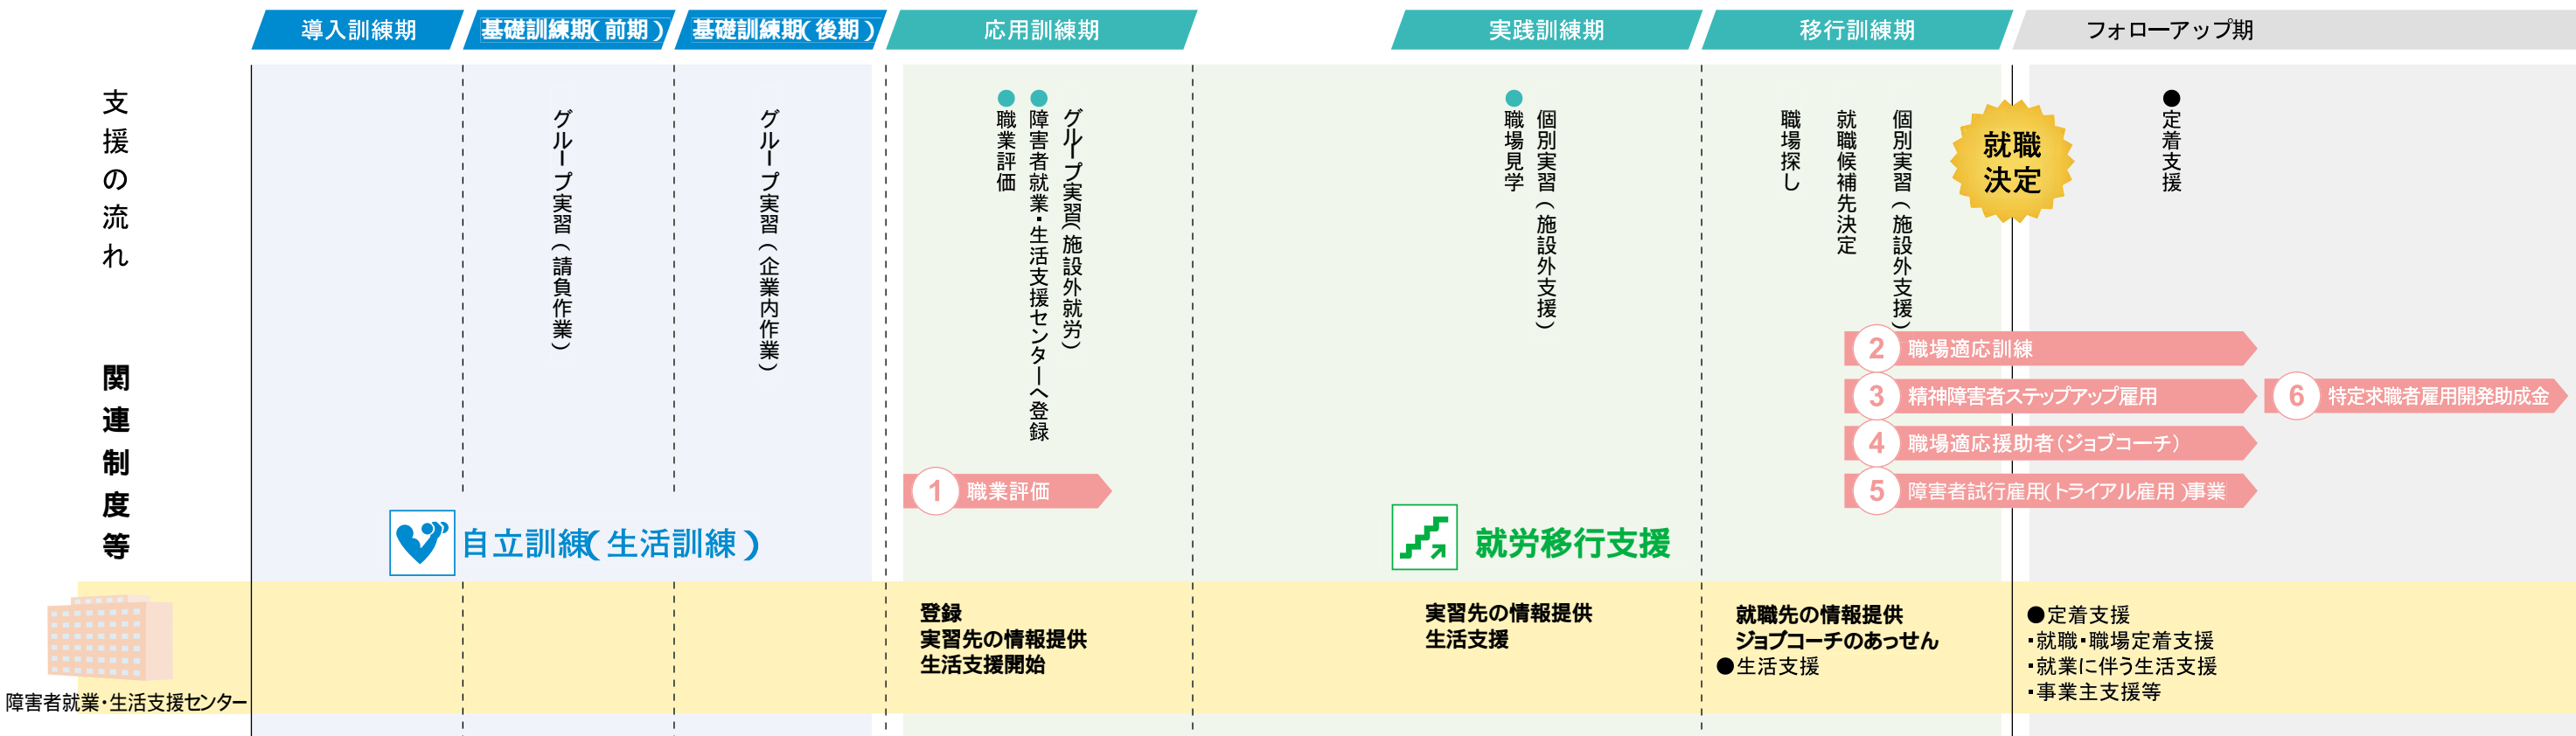 導入訓練期
基礎訓練期(前期)
基礎訓練期(後期)
応用訓練期
実践訓練期
移行訓練期
フォローアップ期
支援の流れ
グループ実習(請負作業)
グループ実習(企業内作業)
●職業評価
●障害者就業・生活支援センターへ登録
グループ実習(施設外就労)
●職場見学
個別実習(施設外支援)
職場探し
就職候補先決定
個別実習(施設外支援)
就職
決定
●定着支援
関連制度等
1 職業評価
2 職場適応訓練
3 精神障害者ステップアップ雇用
4 職場適応援助者(ジョブコーチ)
5 障害者試行雇用(トライアル雇用)事業
6 特定求職者雇用開発助成金
自立訓練(生活訓練)
就労移行支援
障害者就業・生活支援センター
登録
実習先の情報提供
生活支援開始
実習先の情報提供
生活支援
就職先の情報提供
ジョブコーチのあっせん
●生活支援
●定着支援
・就職・職場定着支援
・就業に伴う生活支援
・事業主支援等